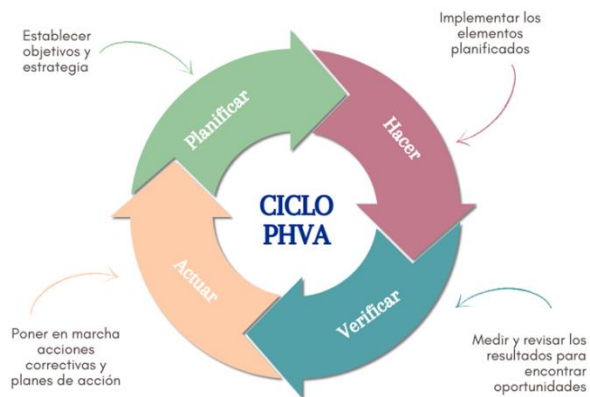 Establecer
objetivos y
estrategia
Implementar los
elementos
planificados
Planificar
Hacer
CICLO
PHVA
Actuar
Verificar
Poner en marcha
acciones
correctivas y
planes de acción
Medir y revisar los
resultados para
encontrar
oportunidades